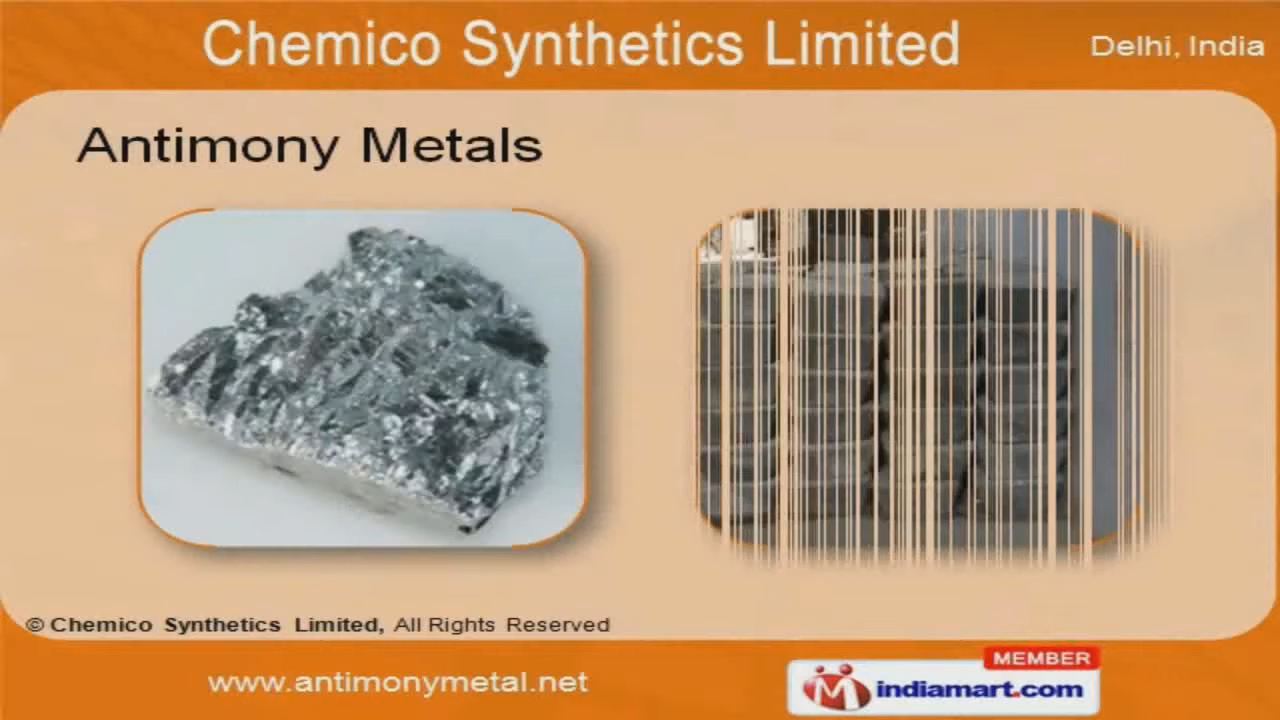 Chemico Synthetics Limited
Delhi, India
Antimony Metals
© Chemico Synthetics Limited, All Rights Reserved
www.antimonymetal.net
MEMBER
indiamart.com